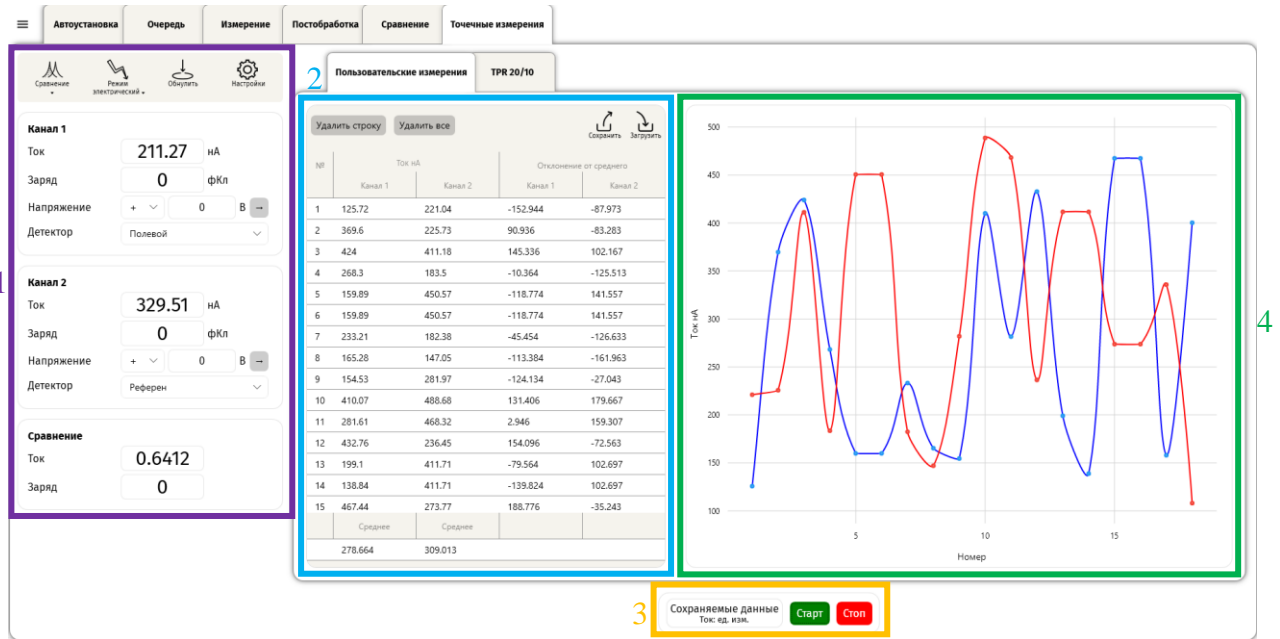 Автоустановка Очередь Измерение Постобработка Сравнение Точечные измерения
1
Сравнение Режим электрический Обнулить Настройки
Канал 1
Ток 211.27 нА
Заряд 0 фКл
Напряжение + 0 В →
Детектор Полевой
Канал 2
Ток 329.51 нА
Заряд 0 фКл
Напряжение + 0 В →
Детектор Референ
Сравнение
Ток 0.6412
Заряд 0
2
Пользовательские измерения TPR 20/10
Удалить строку Удалить все Сохранить Загрузить
№ Ток нА Отклонение от среднего
Канал 1 Канал 2 Канал 1 Канал 2
1 125.72 221.04 -152.944 -87.973
2 369.6 225.73 90.936 -83.283
3 424 411.18 145.336 102.167
4 268.3 183.5 -10.364 -125.513
5 159.89 450.57 -118.774 141.557
6 159.89 450.57 -118.774 141.557
7 233.21 182.38 -45.454 -126.633
8 165.28 147.05 -113.384 -161.963
9 154.53 281.97 -124.134 -27.043
10 410.07 488.68 131.406 179.667
11 281.61 468.32 2.946 159.307
12 432.76 236.45 154.096 -72.563
13 199.1 411.71 -79.564 102.697
14 138.84 411.71 -139.824 102.697
15 467.44 273.77 188.776 -35.243
Среднее Среднее
278.664 309.013
4
Ток нА
500
450
400
350
300
250
200
150
100
5 10 15
Номер
3
Сохраняемые данные
Ток: ед. изм.
Старт Стоп